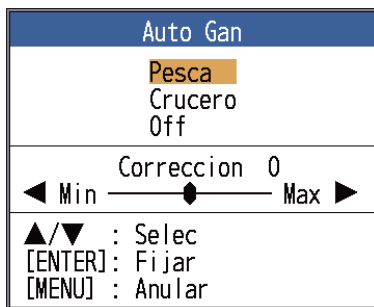 Auto Gan
Pesca
Crucero
Off
Correccion 0
◀ Min Max ▶
▲/▼ : Selec
[ENTER]: Fijar
[MENU] : Anular